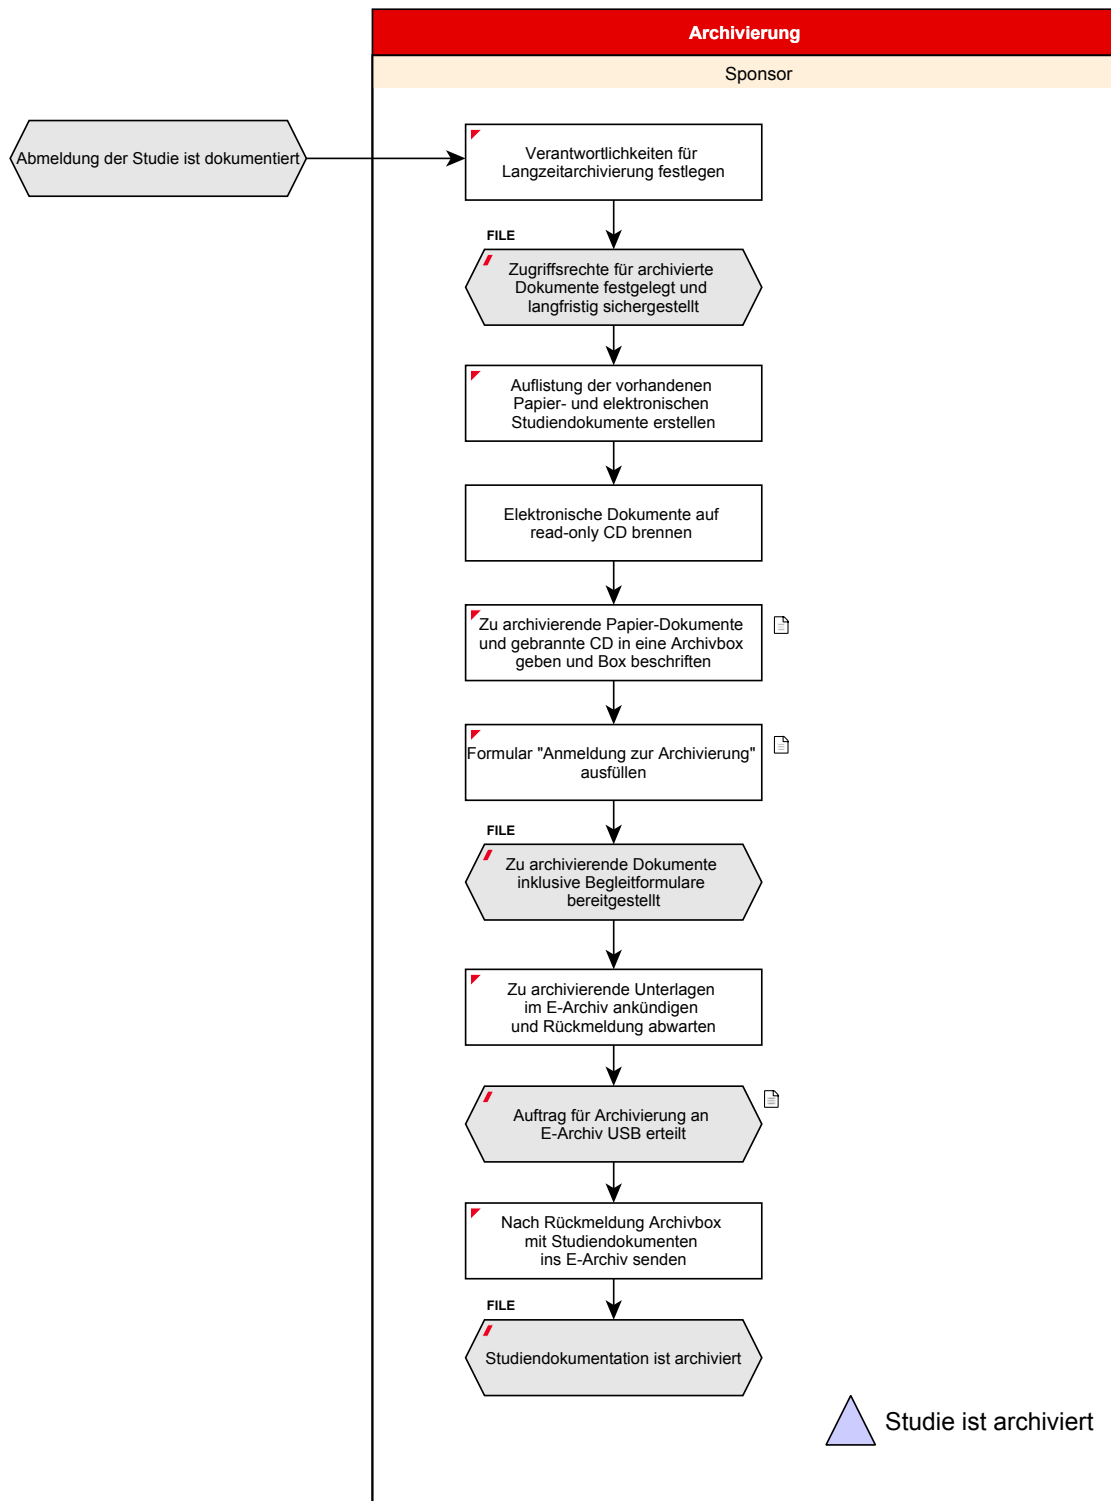 Archivierung
Sponsor
Abmeldung der Studie ist dokumentiert
Verantwortlichkeiten für
Langzeitarchivierung festlegen
FILE
Zugriffsrechte für archivierte
Dokumente festgelegt und
langfristig sichergestellt
Auflistung der vorhandenen
Papier- und elektronischen
Studiendokumente erstellen
Elektronische Dokumente auf
read-only CD brennen
Zu archivierende Papier-Dokumente
und gebrannte CD in eine Archivbox
geben und Box beschriften
Formular "Anmeldung zur Archivierung"
ausfüllen
FILE
Zu archivierende Dokumente
inklusive Begleitformulare
bereitgestellt
Zu archivierende Unterlagen
im E-Archiv ankündigen
und Rückmeldung abwarten
Auftrag für Archivierung an
E-Archiv USB erteilt
Nach Rückmeldung Archivbox
mit Studiendokumenten
ins E-Archiv senden
FILE
Studiendokumentation ist archiviert
Studie ist archiviert